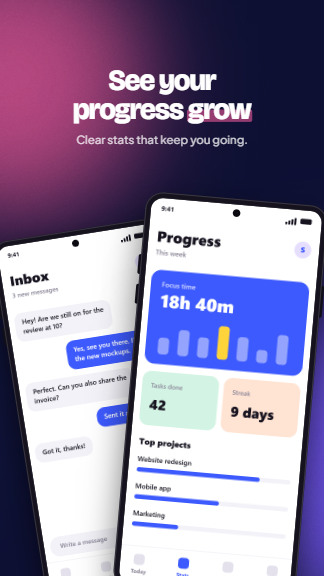 See your
progress grow
Clear stats that keep you going.
9:41
Inbox
3 new messages
Hey! Are we still on for the
review at 10?
Yes, see you there. I
the new mockups.
Perfect. Can you also share the
invoice?
Sent it
Got it, thanks!
Write a message
9:41
Progress
This week
S
Focus time
18h 40m
Tasks done
42
Streak
9 days
Top projects
Website redesign
Mobile app
Marketing
Today
Stats